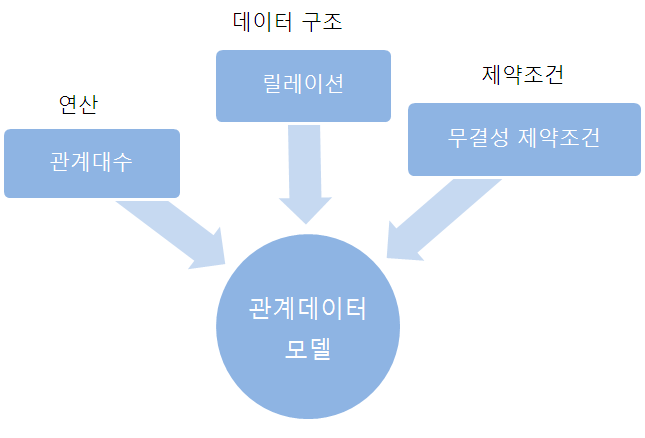 데이터 구조
릴레이션
제약조건
무결성 제약조건
연산
관계대수
관계데이터
모델